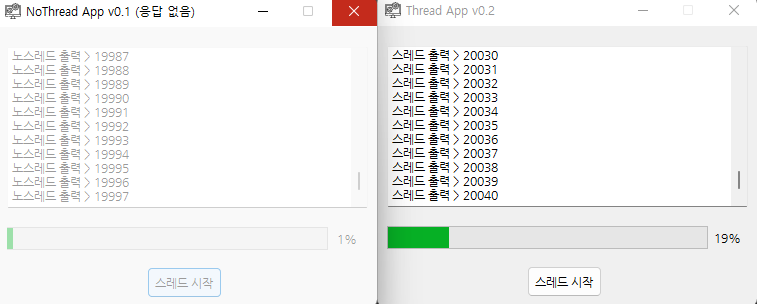 NoThread App v0.1 (응답 없음)
노스레드 출력 > 19987
노스레드 출력 > 19988
노스레드 출력 > 19989
노스레드 출력 > 19990
노스레드 출력 > 19991
노스레드 출력 > 19992
노스레드 출력 > 19993
노스레드 출력 > 19994
노스레드 출력 > 19995
노스레드 출력 > 19996
노스레드 출력 > 19997
1%
스레드 시작
Thread App v0.2
스레드 출력 > 20030
스레드 출력 > 20031
스레드 출력 > 20032
스레드 출력 > 20033
스레드 출력 > 20034
스레드 출력 > 20035
스레드 출력 > 20036
스레드 출력 > 20037
스레드 출력 > 20038
스레드 출력 > 20039
스레드 출력 > 20040
19%
스레드 시작